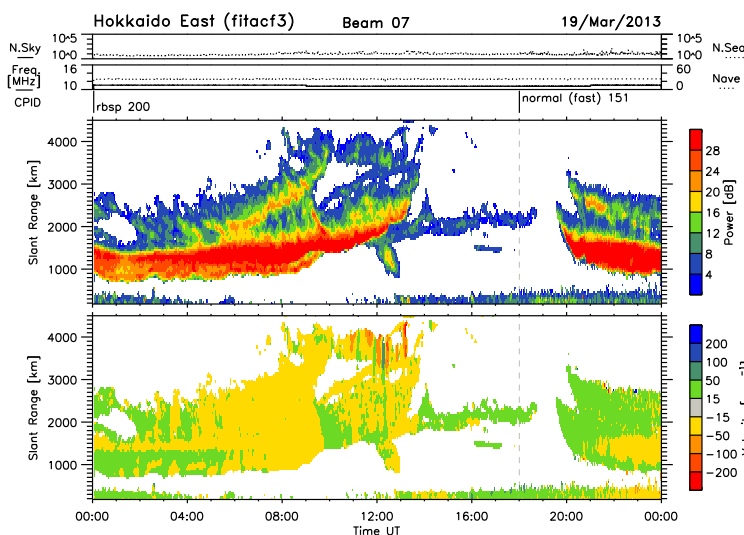 Hokkaido East (fitacf3) Beam 07 19/Mar/2013
N.Sky 10^5 10^0 10^5 10^0 N.Sea
Freq. [MHz] 16 10 60 0 Nave
CPID rbsp 200 normal (fast) 151
Slant Range [km] 4000 3000 2000 1000
28 24 20 16 12 8 4 Power [dB]
Slant Range [km] 4000 3000 2000 1000
200 100 50 15 -15 -50 -100 -200
00:00 04:00 08:00 12:00 16:00 20:00 00:00
Time UT